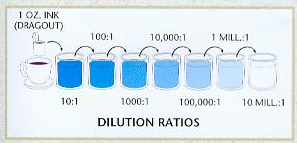 1 OZ. INK
(DRAGOUT)
100:1
10,000:1
1 MILL.:1
10:1
1000:1
100,000:1
10 MILL.:1
DILUTION RATIOS